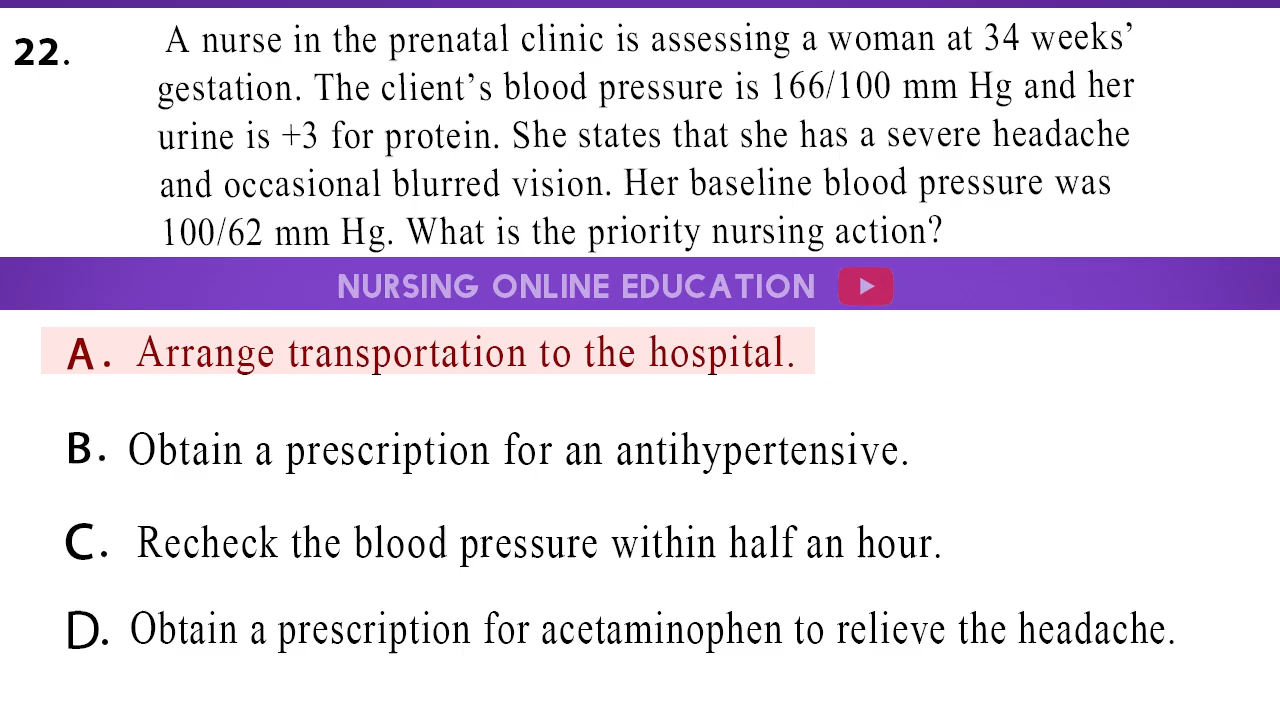 22. A nurse in the prenatal clinic is assessing a woman at 34 weeks’
gestation. The client’s blood pressure is 166/100 mm Hg and her
urine is +3 for protein. She states that she has a severe headache
and occasional blurred vision. Her baseline blood pressure was
100/62 mm Hg. What is the priority nursing action?
NURSING ONLINE EDUCATION
A. Arrange transportation to the hospital.
B. Obtain a prescription for an antihypertensive.
C. Recheck the blood pressure within half an hour.
D. Obtain a prescription for acetaminophen to relieve the headache.